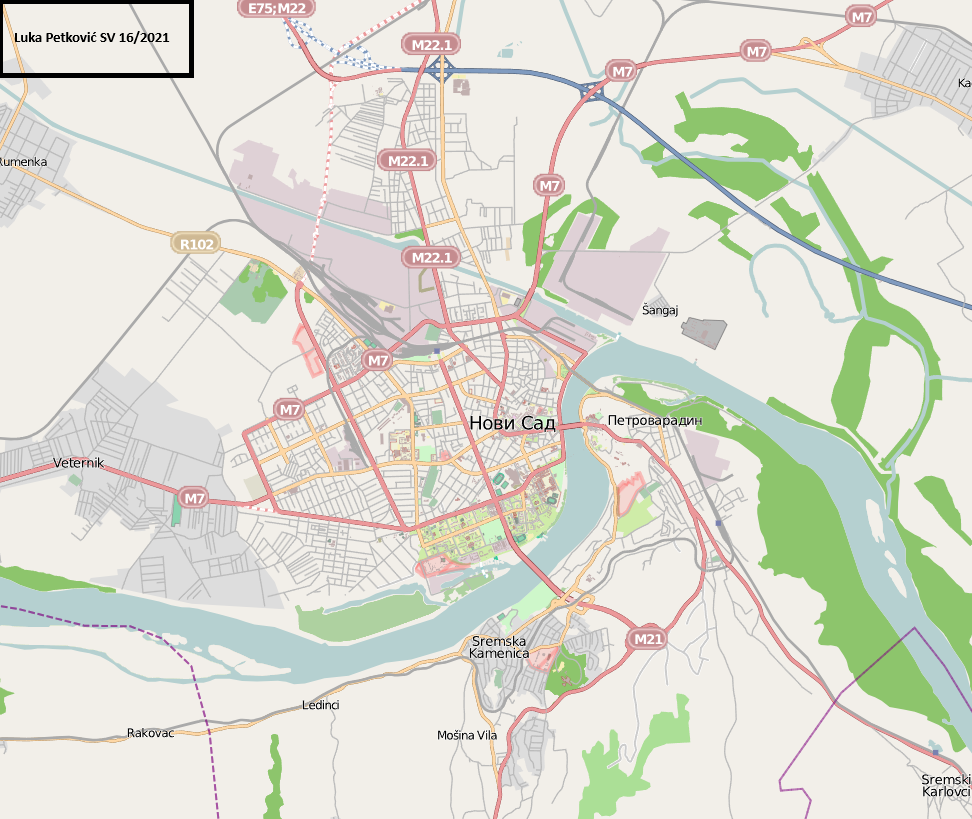 E75;M22
Luka Petković SV 16/2021
M7
M22.1
M7
M7
Ka
Rumenka
M22.1
M7
R102
M22.1
Šangaj
M7
M7
Нови Сад
Петроварадин
Veternik
M7
Sremska
Kamenica
M21
Ledinci
Rakovac
Mošina Vila
Sremski
Karlovci